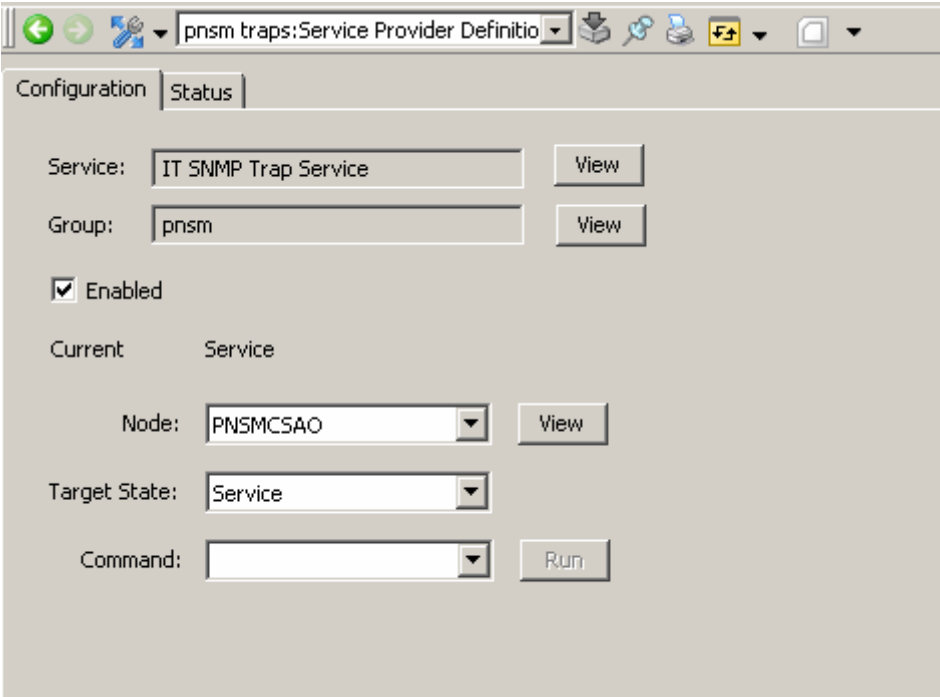 pnsm traps:Service Provider Definitio
Configuration Status
Service: IT SNMP Trap Service View
Group: pnsm View
Enabled
Current Service
Node: PNSMCSAO View
Target State: Service
Command: Run